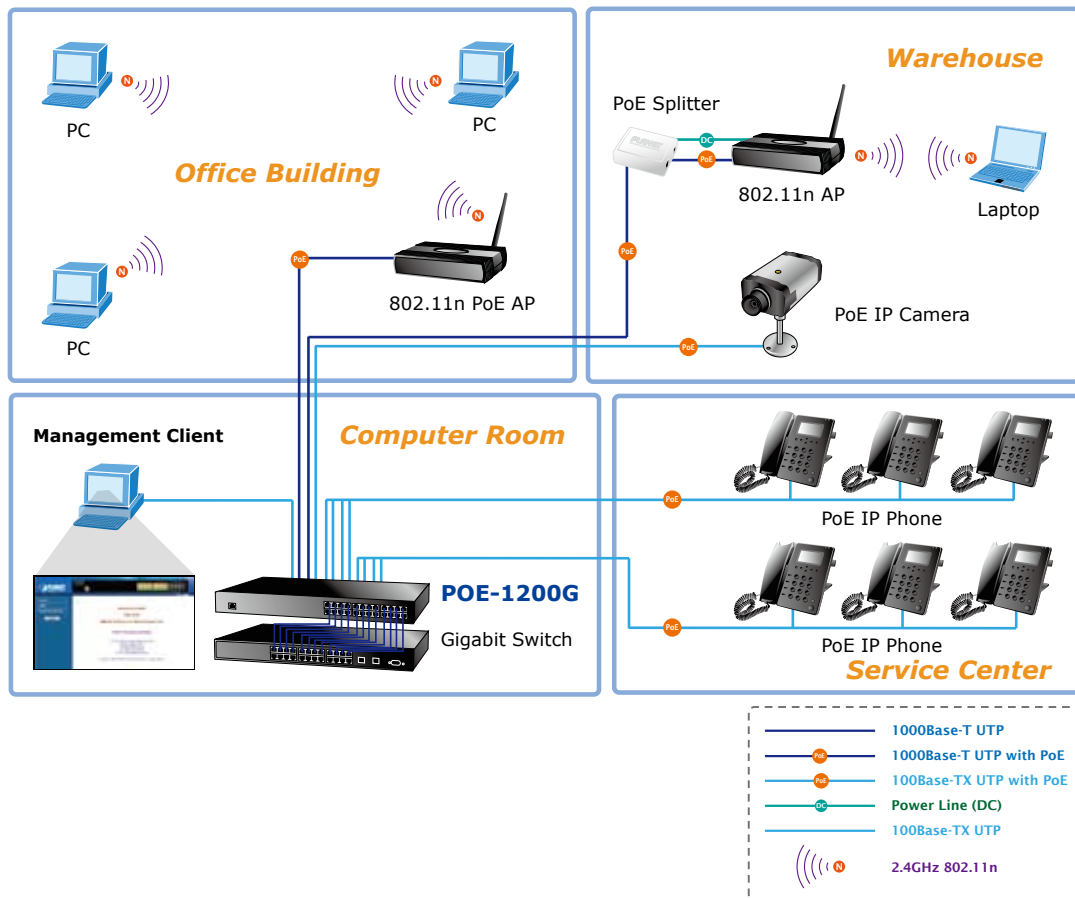 PC
N
N
PC
Office Building
N
802.11n PoE AP
PoE
N
PC
Warehouse
PoE Splitter
PLANET
DC
PoE
N
N
802.11n AP
Laptop
PoE
PoE IP Camera
PoE
Management Client
Computer Room
POE-1200G
Gigabit Switch
PoE
PoE IP Phone
PoE
PoE IP Phone
Service Center
1000Base-T UTP
PoE
1000Base-T UTP with PoE
PoE
100Base-TX UTP with PoE
DC
Power Line (DC)
100Base-TX UTP
N
2.4GHz 802.11n